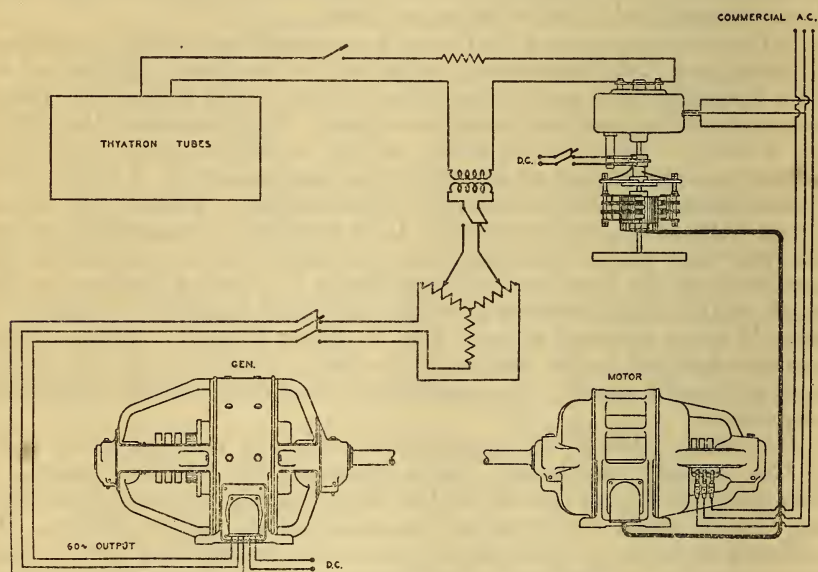 COMMERCIAL A.C.
THYATRON TUBES
D.C.
GEN.
MOTOR
60~ OUTPUT
D.C.